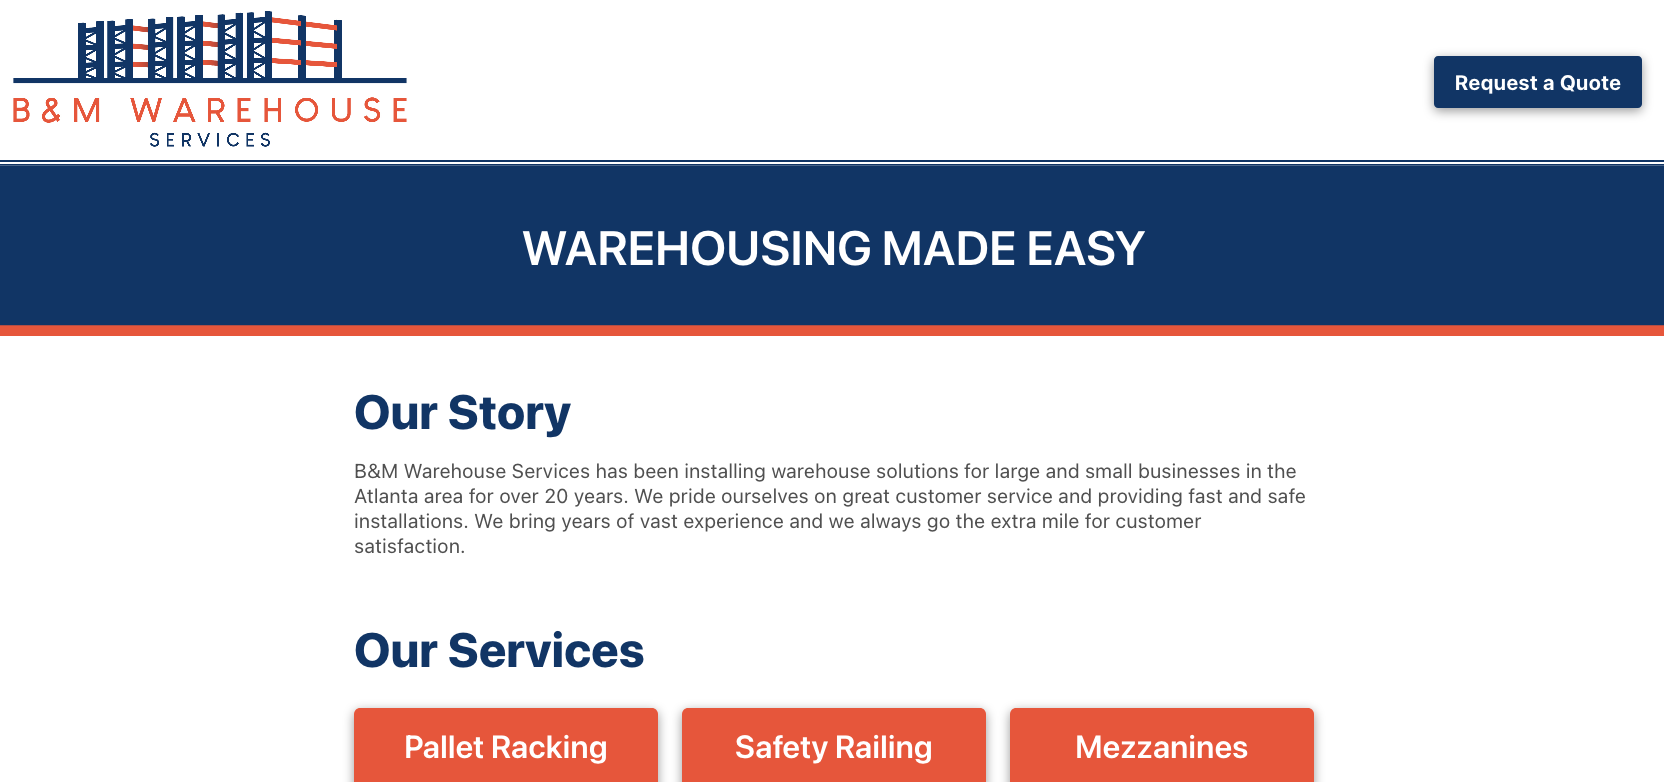 B&M WAREHOUSE
SERVICES
Request a Quote
WAREHOUSING MADE EASY
Our Story
B&M Warehouse Services has been installing warehouse solutions for large and small businesses in the
Atlanta area for over 20 years. We pride ourselves on great customer service and providing fast and safe
installations. We bring years of vast experience and we always go the extra mile for customer
satisfaction.
Our Services
Pallet Racking
Safety Railing
Mezzanines